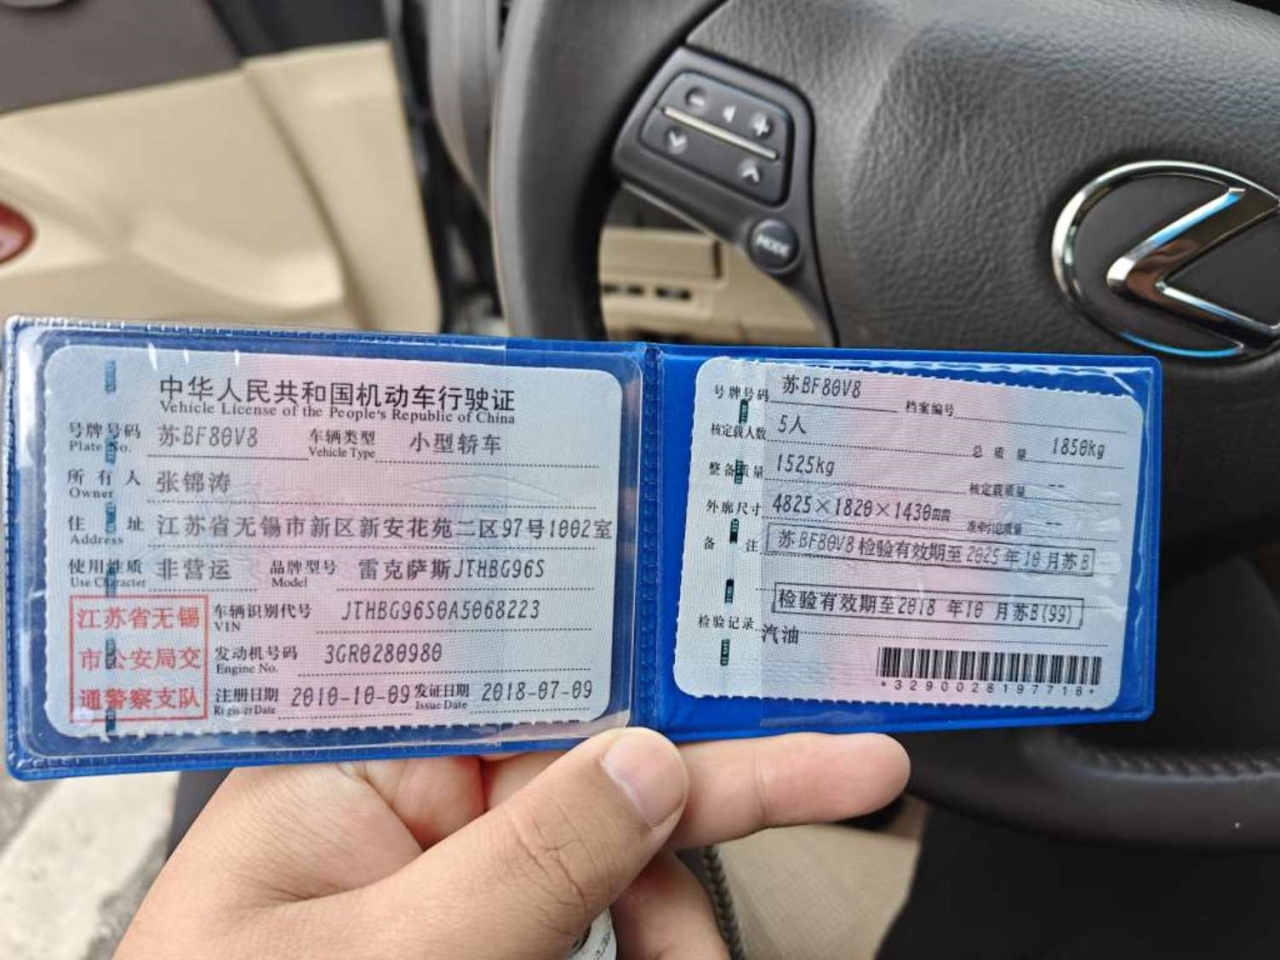 MODE
中华人民共和国机动车行驶证
Vehicle License of the People's Republic of China
号牌号码 苏BF80V8 车辆类型 小型轿车
Plate No. Vehicle Type
所有人 张锦涛
Owner
住址 江苏省无锡市新区新安花苑二区97号1002室
Address
使用性质 非营运 品牌型号 雷克萨斯JTHBG96S
Use Character Model
江苏省无锡
市公安局交
通警察支队
车辆识别代号 JTHBG96S0A5068223
VIN
发动机号码 3GR0280980
Engine No.
注册日期 2010-10-09 发证日期 2018-07-09
Register Date Issue Date
号牌号码 苏BF80V8 档案编号
核定载人数 5人 总质量 1850kg
整备质量 1525kg 核定载质量 --
外廓尺寸 4825×1820×1430mm 准牵引总质量 --
备注 苏BF80V8检验有效期至2025年10月苏B
检验有效期至2018年10月苏B(99)
检验记录
汽油
*3290028197718*